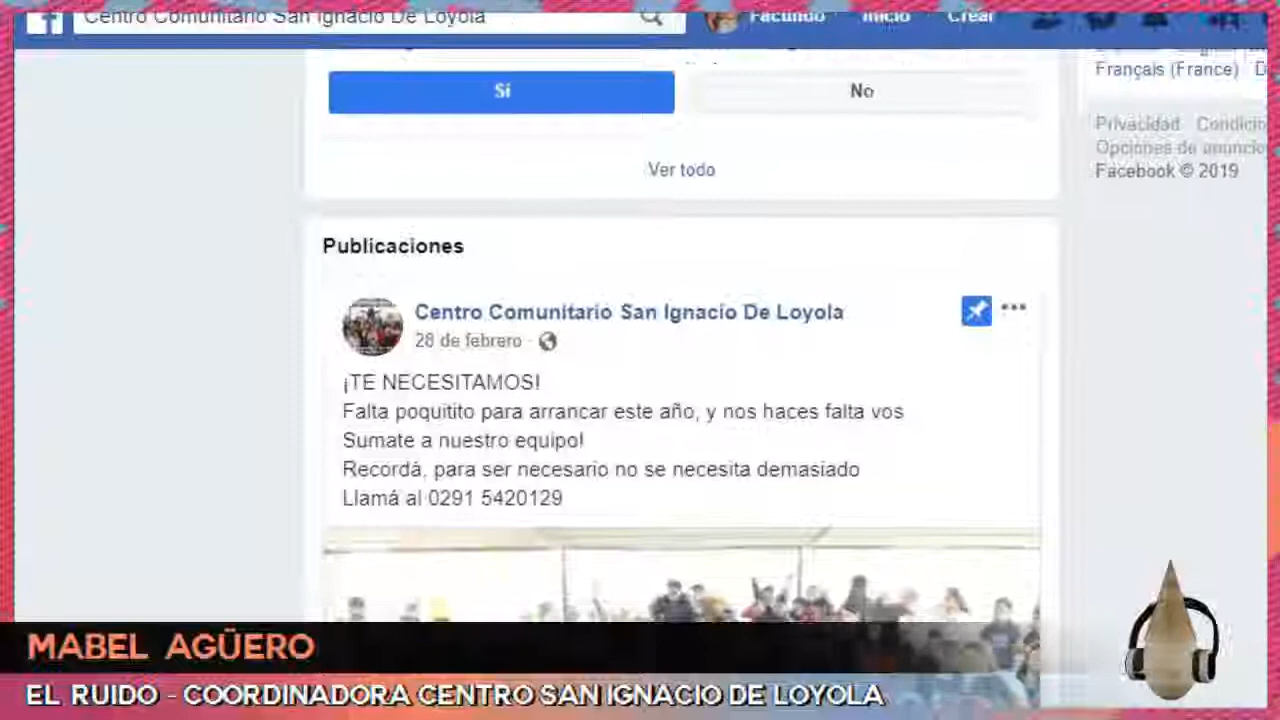 Centro Comunitario San Ignacio De Loyola
Facundo Inicio Crear
Français (France)
Sí
No
Privacidad
Opciones de
Facebook © 2019
Ver todo
Publicaciones
Centro Comunitario San Ignacio De Loyola
28 de febrero
¡TE NECESITAMOS!
Falta poquitito para arrancar este año, y nos haces falta vos
Sumate a nuestro equipo!
Recordá, para ser necesario no se necesita demasiado
Llamá al 0291 5420129
MABEL AGÜERO
EL RUIDO - COORDINADORA CENTRO SAN IGNACIO DE LOYOLA